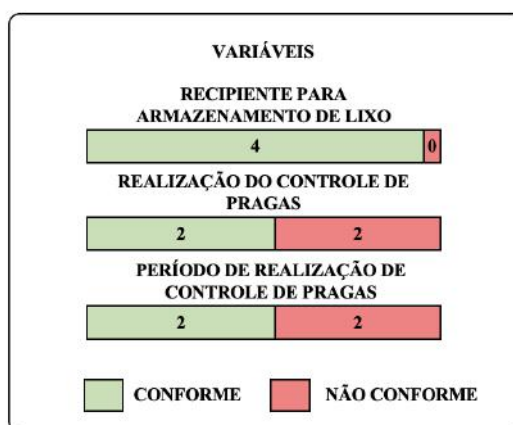 VARIÁVEIS
RECIPIENTE PARA
ARMAZENAMENTO DE LIXO
4 0
REALIZAÇÃO DO CONTROLE DE
PRAGAS
2 2
PERÍODO DE REALIZAÇÃO DE
CONTROLE DE PRAGAS
2 2
CONFORME NÃO CONFORME